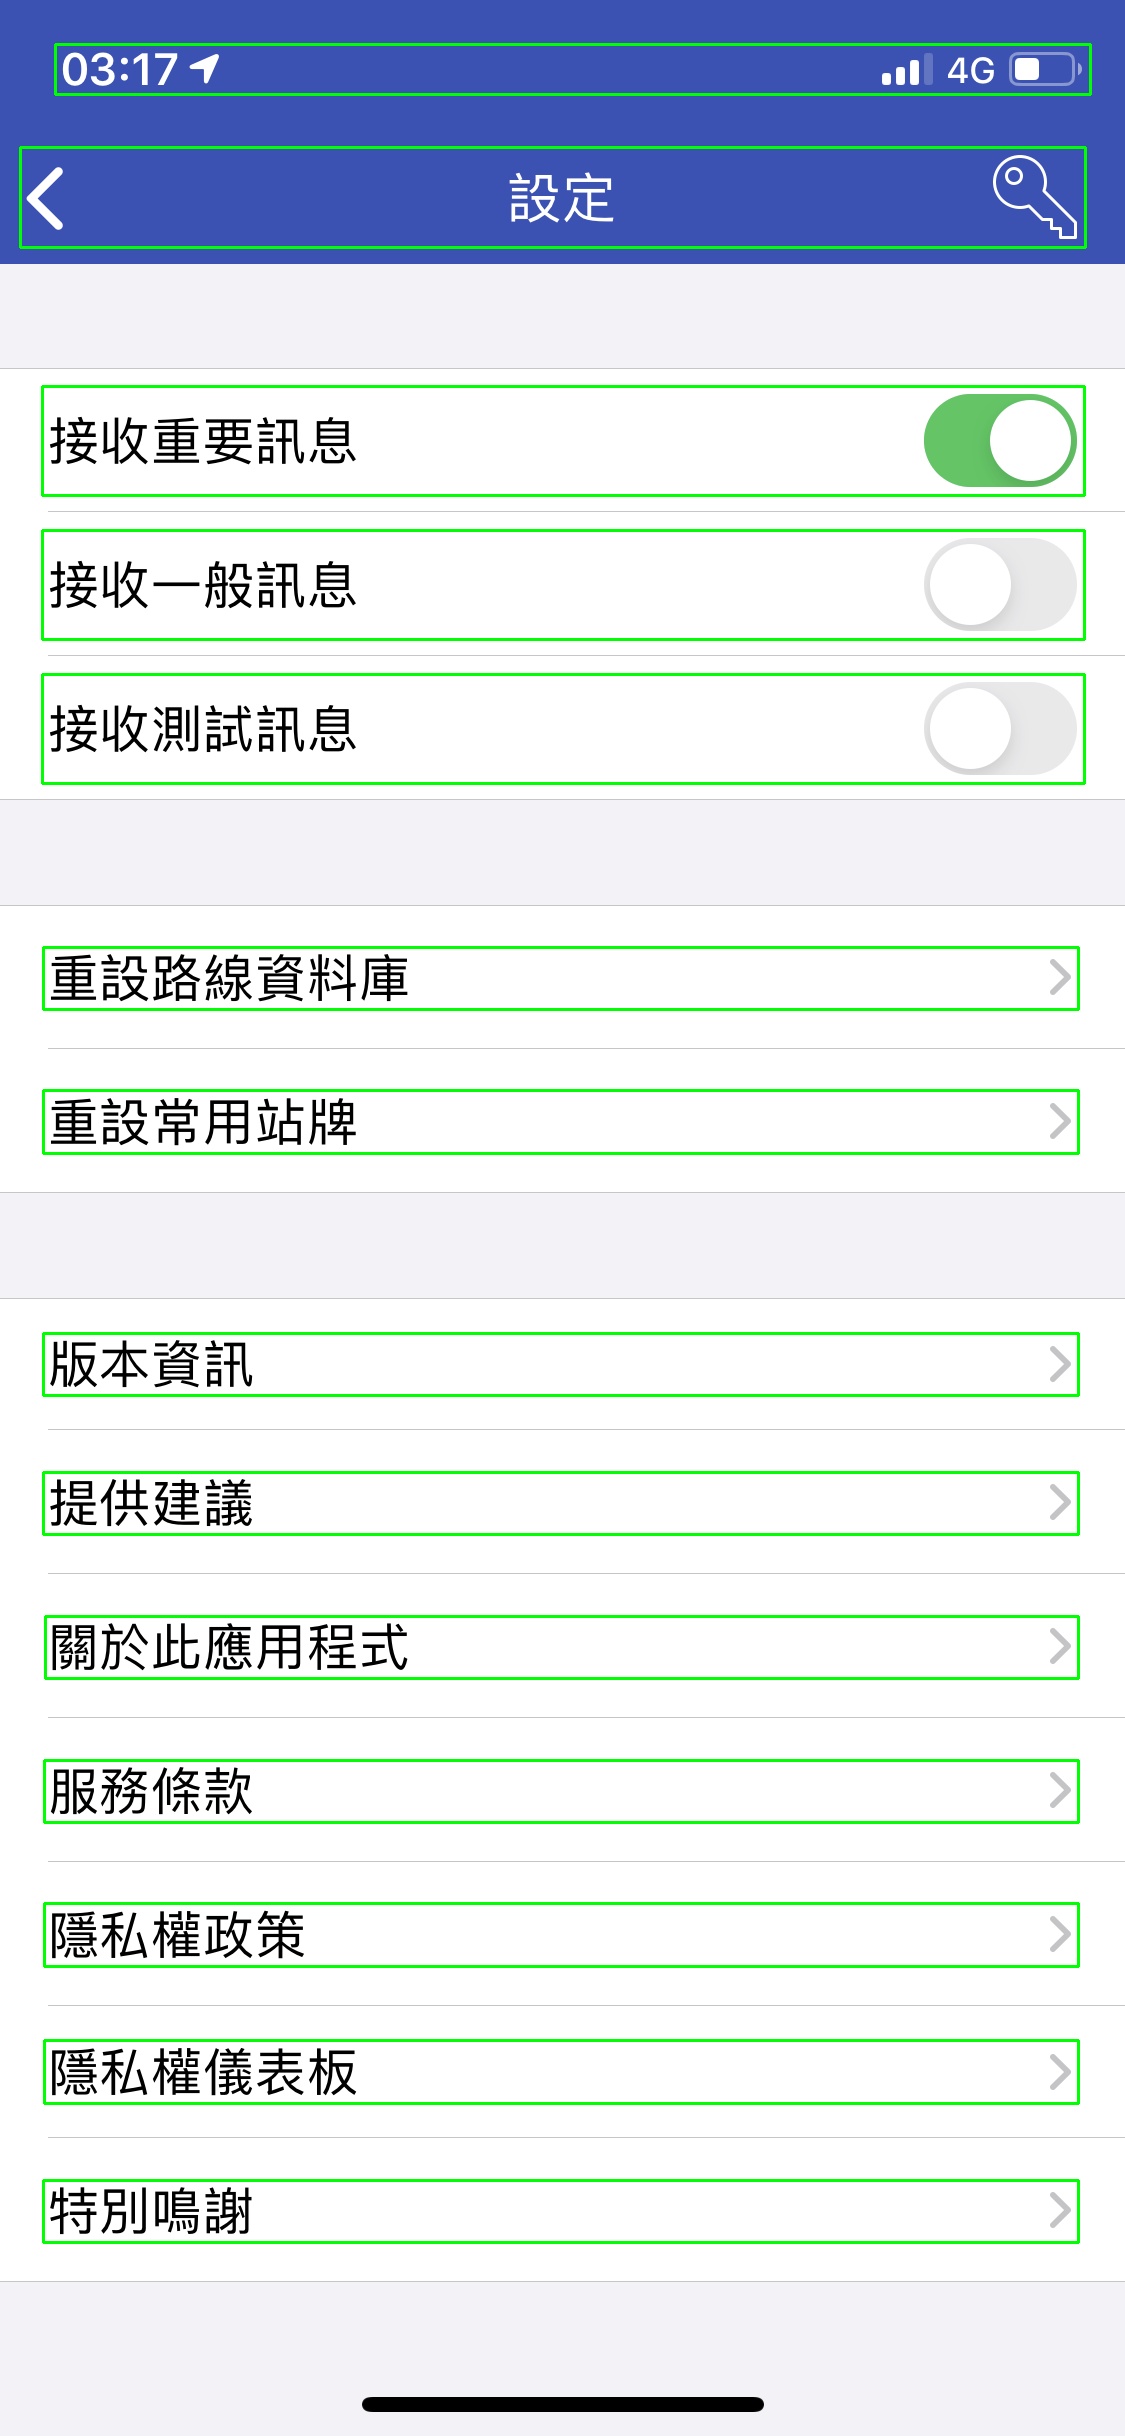 03:17 4G
設定
接收重要訊息
接收一般訊息
接收測試訊息
重設路線資料庫
重設常用站牌
版本資訊
提供建議
關於此應用程式
服務條款
隱私權政策
隱私權儀表板
特別鳴謝